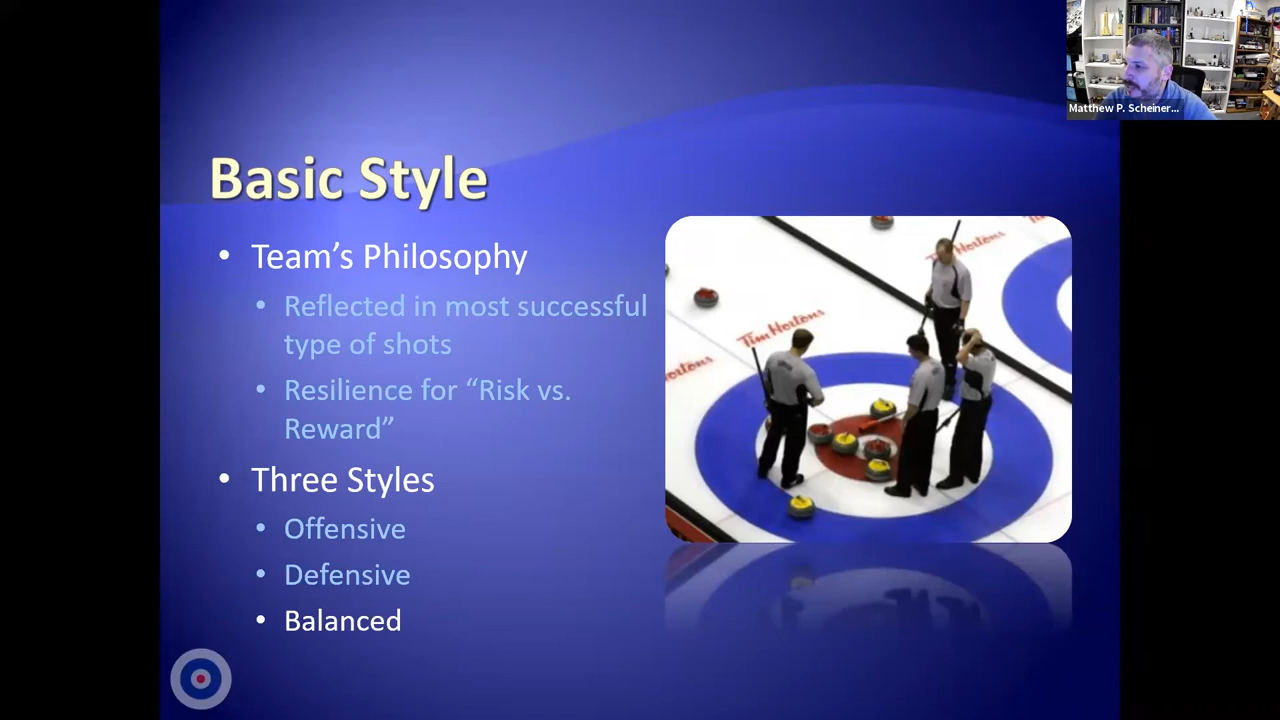 Matthew P. Scheiner...
Basic Style
• Team’s Philosophy
• Reflected in most successful
type of shots
• Resilience for “Risk vs.
Reward”
• Three Styles
• Offensive
• Defensive
• Balanced
Tim Hortons
Tim Hortons